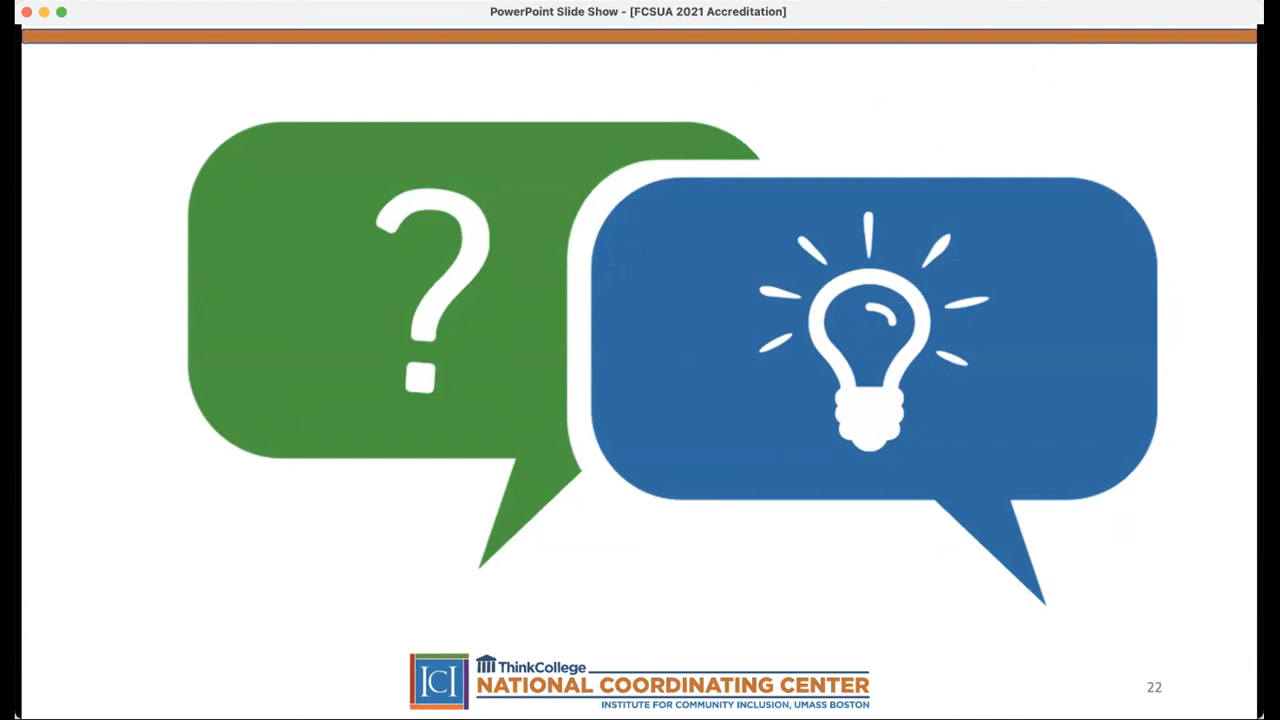 PowerPoint Slide Show - [FCSUA 2021 Accreditation]
?
ICI
ThinkCollege
NATIONAL COORDINATING CENTER
INSTITUTE FOR COMMUNITY INCLUSION, UMASS BOSTON
22